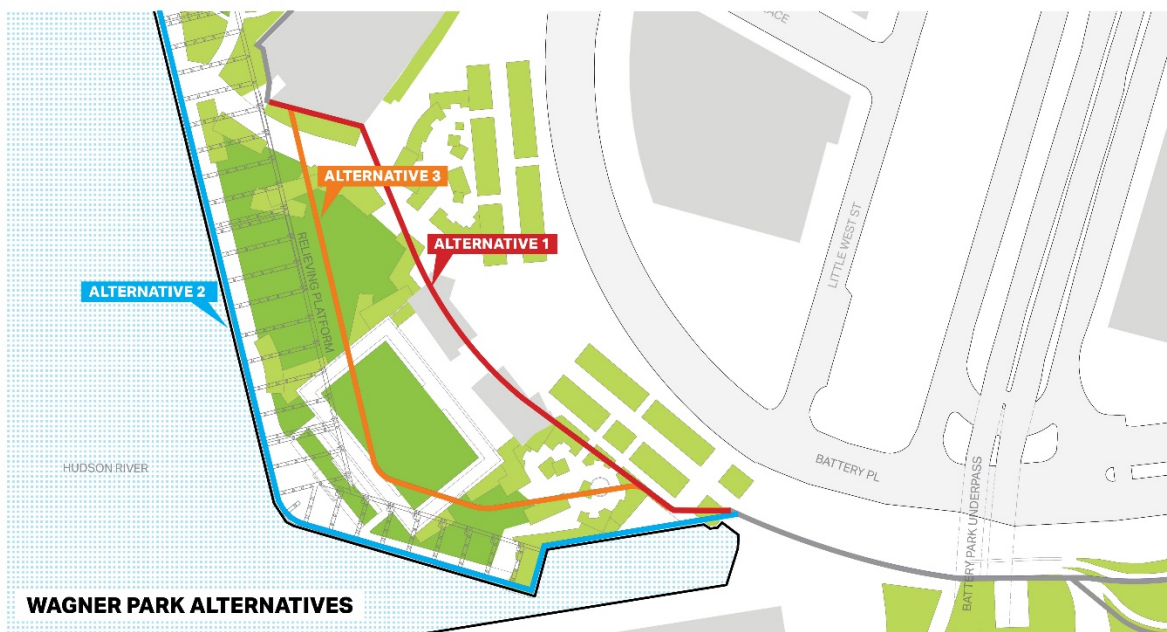 ACE
ALTERNATIVE 3
ALTERNATIVE 1
LITTLE WEST ST
RELIEVING PLATFORM
ALTERNATIVE 2
HUDSON RIVER
BATTERY PL
BATTERY PARK UNDERPASS
WAGNER PARK ALTERNATIVES